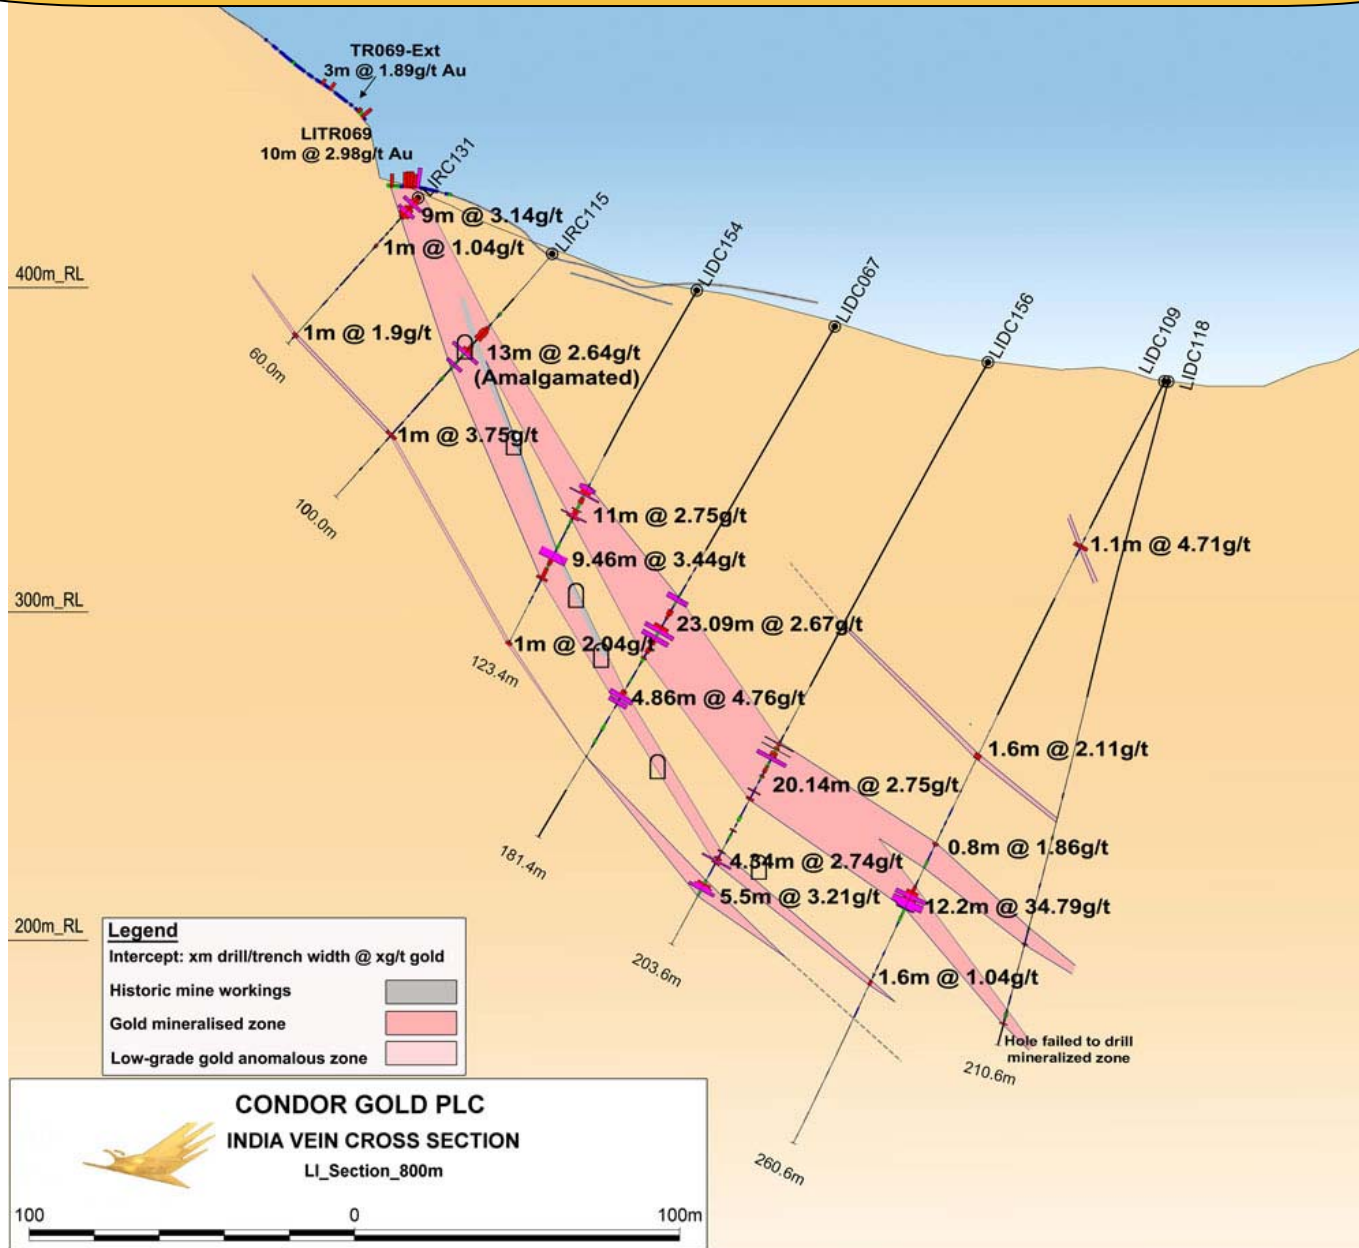 TR069-Ext
3m @ 1.89g/t Au
LITR069
10m @ 2.98g/t Au
LIRC131
LIRC115
LIDC154
LIDC067
LIDC156
LIDC109
LIDC118
9m @ 3.14g/t
1m @ 1.04g/t
400m_RL
1m @ 1.9g/t
60.0m
13m @ 2.64g/t
(Amalgamated)
1m @ 3.75g/t
100.0m
11m @ 2.75g/t
1.1m @ 4.71g/t
9.46m @ 3.44g/t
300m_RL
23.09m @ 2.67g/t
1m @ 2.04g/t
123.4m
4.86m @ 4.76g/t
1.6m @ 2.11g/t
20.14m @ 2.75g/t
181.4m
4.34m @ 2.74g/t
0.8m @ 1.86g/t
5.5m @ 3.21g/t
12.2m @ 34.79g/t
200m_RL
203.6m
1.6m @ 1.04g/t
Hole failed to drill
mineralized zone
210.6m
260.6m
Legend
Intercept: xm drill/trench width @ xg/t gold
Historic mine workings
Gold mineralised zone
Low-grade gold anomalous zone
CONDOR GOLD PLC
INDIA VEIN CROSS SECTION
LI_Section_800m
100 0 100m